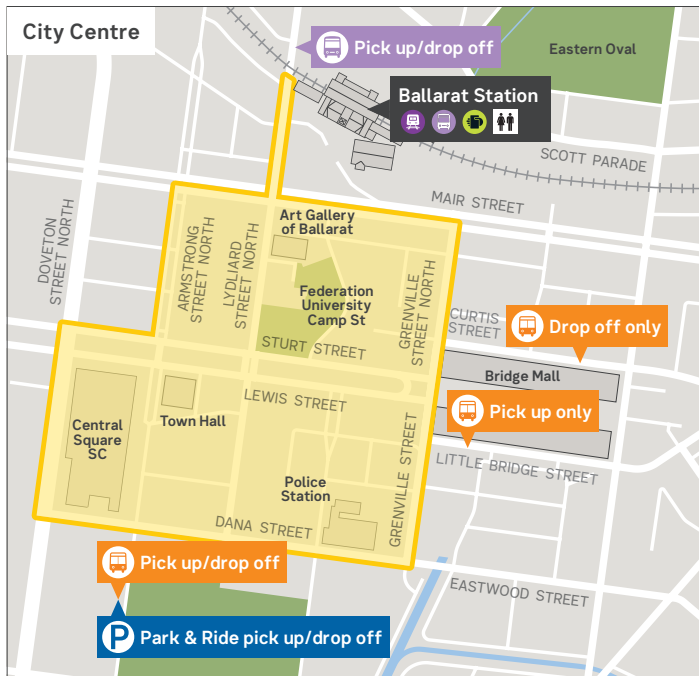 City Centre
Pick up/drop off
Eastern Oval
Ballarat Station
SCOTT PARADE
MAIR STREET
DOVETON
STREET NORTH
ARMSTRONG
STREET NORTH
LYDLIARD
STREET NORTH
Art Gallery
of Ballarat
Federation
University
Camp St
GRENVILLE
STREET NORTH
CURTIS
STREET
Drop off only
STURT STREET
Bridge Mall
LEWIS STREET
Pick up only
Central
Square
SC
Town Hall
LITTLE BRIDGE STREET
Police
Station
GRENVILLE STREET
DANA STREET
EASTWOOD STREET
Pick up/drop off
P Park & Ride pick up/drop off